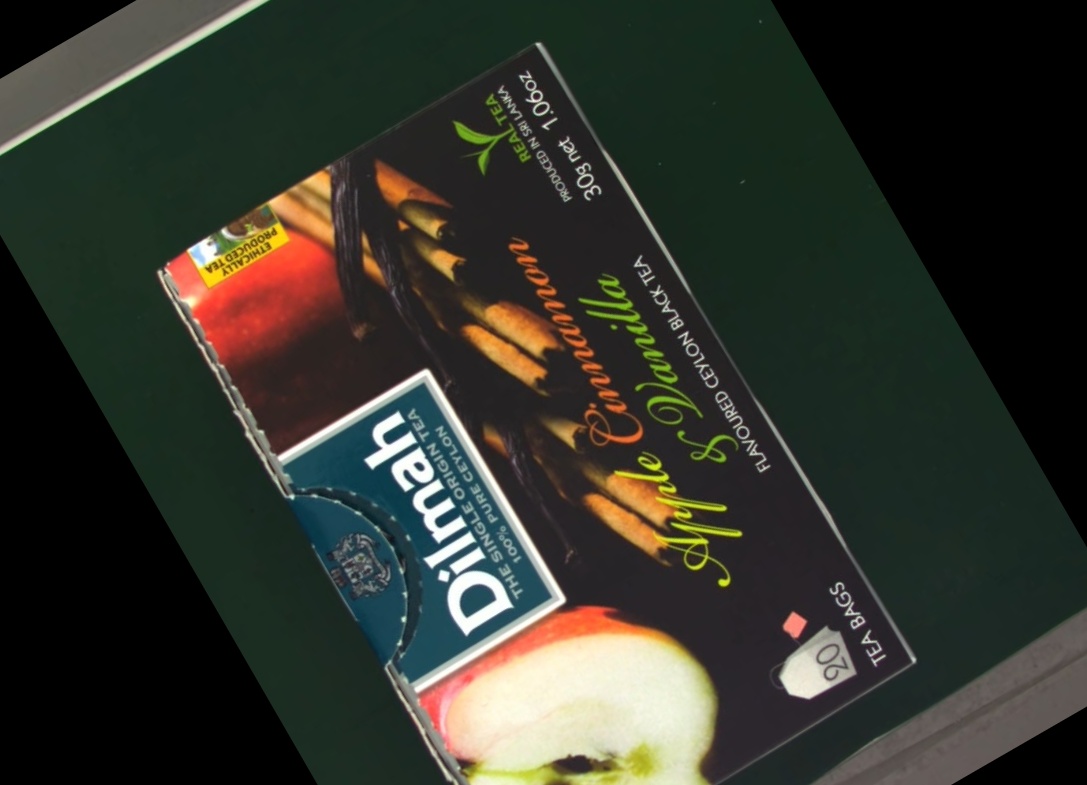 Dilmah
THE SINGLE ORIGIN TEA
100% PURE CEYLON
ETHICALLY
PRODUCED TEA
Apple Cinnamon
& Vanilla
FLAVOURED CEYLON BLACK TEA
REAL TEA
PRODUCED IN SRI LANKA
30g net 1.06oz
20
TEA BAGS